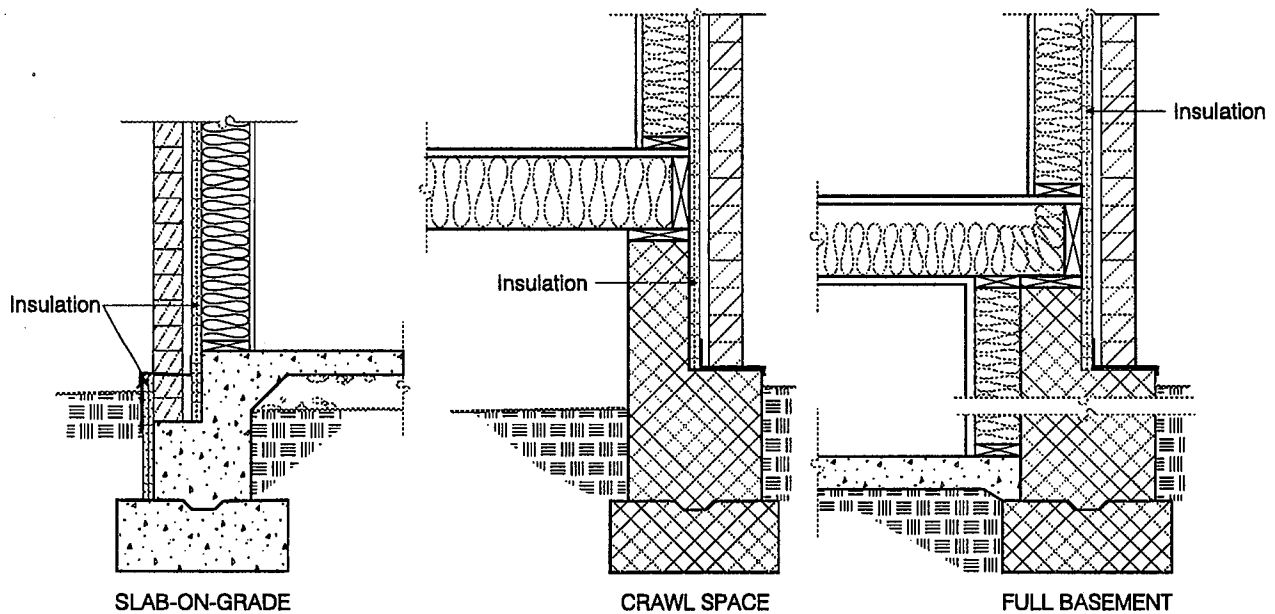 Insulation
Insulation
Insulation
SLAB-ON-GRADE
CRAWL SPACE
FULL BASEMENT